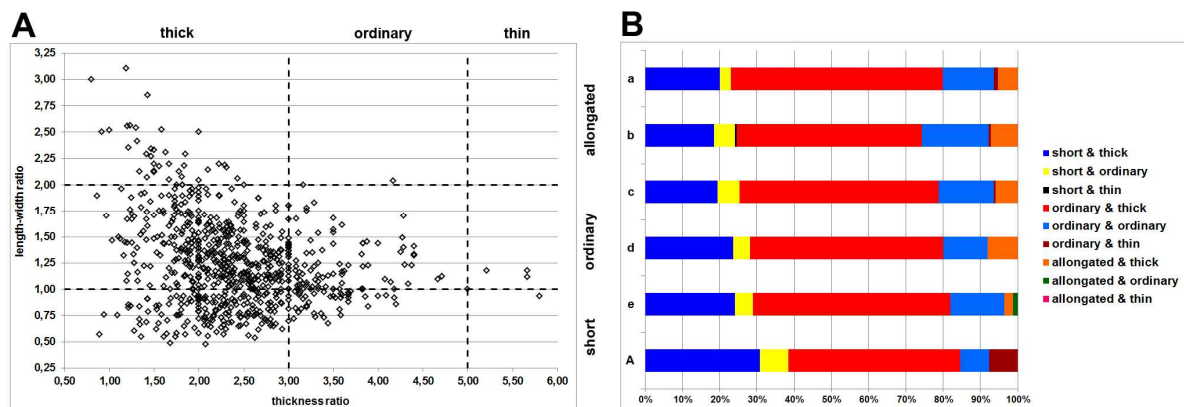 A
thick ordinary thin
3,25
3,00
2,75
2,50
2,25
2,00
1,75
1,50
1,25
1,00
0,75
0,50
0,25
length-width ratio
0,50 1,00 1,50 2,00 2,50 3,00 3,50 4,00 4,50 5,00 5,50 6,00
thickness ratio
allongated
ordinary
short
B
a
b
c
d
e
A
0% 10% 20% 30% 40% 50% 60% 70% 80% 90% 100%
short & thick
short & ordinary
short & thin
ordinary & thick
ordinary & ordinary
ordinary & thin
allongated & thick
allongated & ordinary
allongated & thin